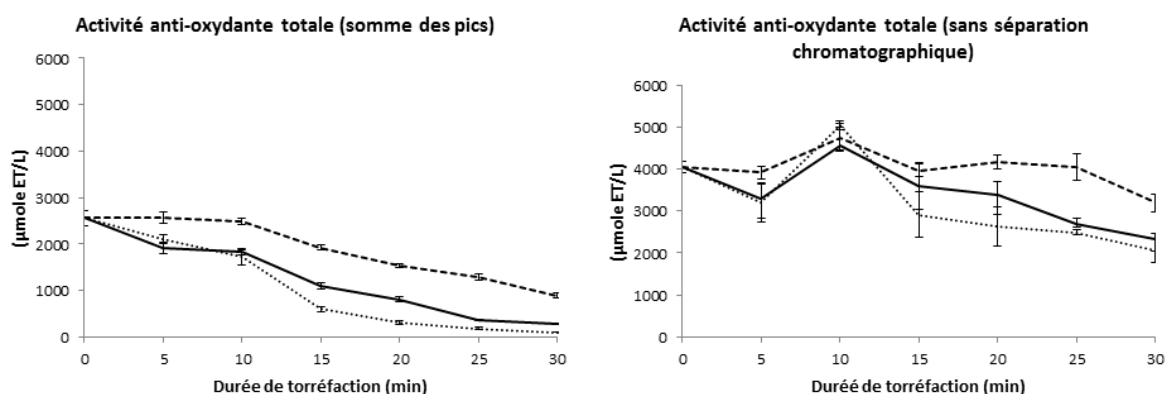 Activité anti-oxydante totale (somme des pics)
6000
5000
4000
3000
2000
1000
0
(µmole ET/L)
0 5 10 15 20 25 30
Durée de torréfaction (min)
Activité anti-oxydante totale (sans séparation
chromatographique)
6000
5000
4000
3000
2000
1000
0
(µmole ET/L)
0 5 10 15 20 25 30
Duréé de torréfaction (min)